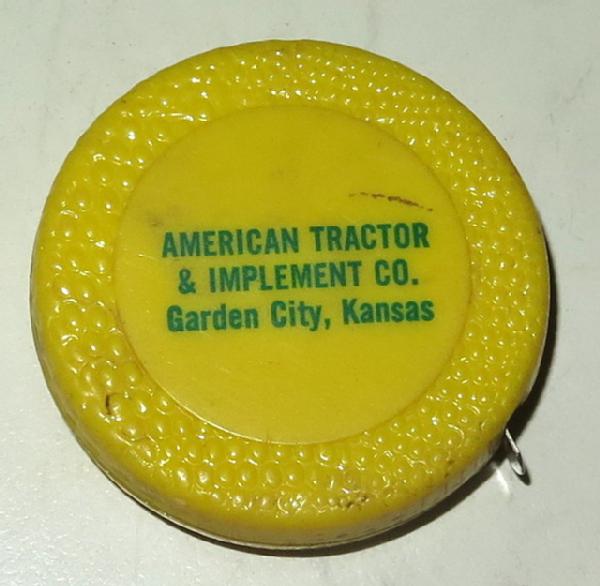 AMERICAN TRACTOR
& IMPLEMENT CO.
Garden City, Kansas